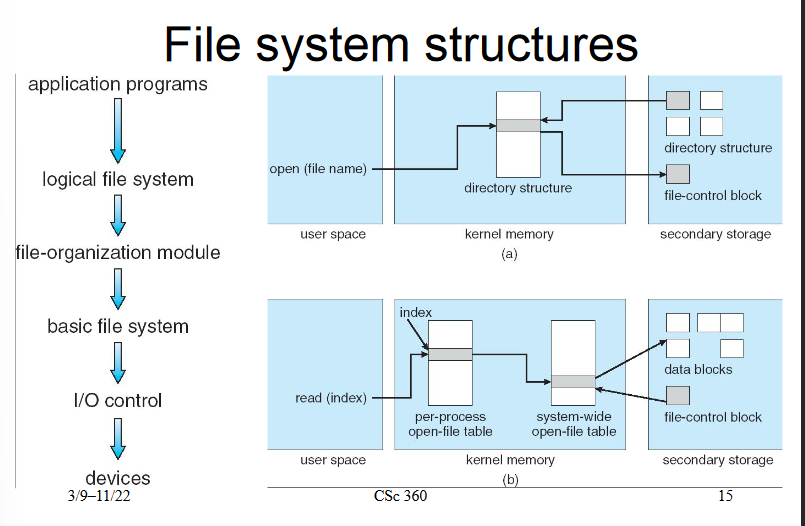 File system structures
application programs
logical file system
file-organization module
basic file system
I/O control
devices
open (file name)
directory structure
directory structure
file-control block
user space
kernel memory
secondary storage
(a)
index
read (index)
per-process
open-file table
system-wide
open-file table
data blocks
file-control block
user space
kernel memory
secondary storage
(b)
3/9–11/22
CSc 360
15